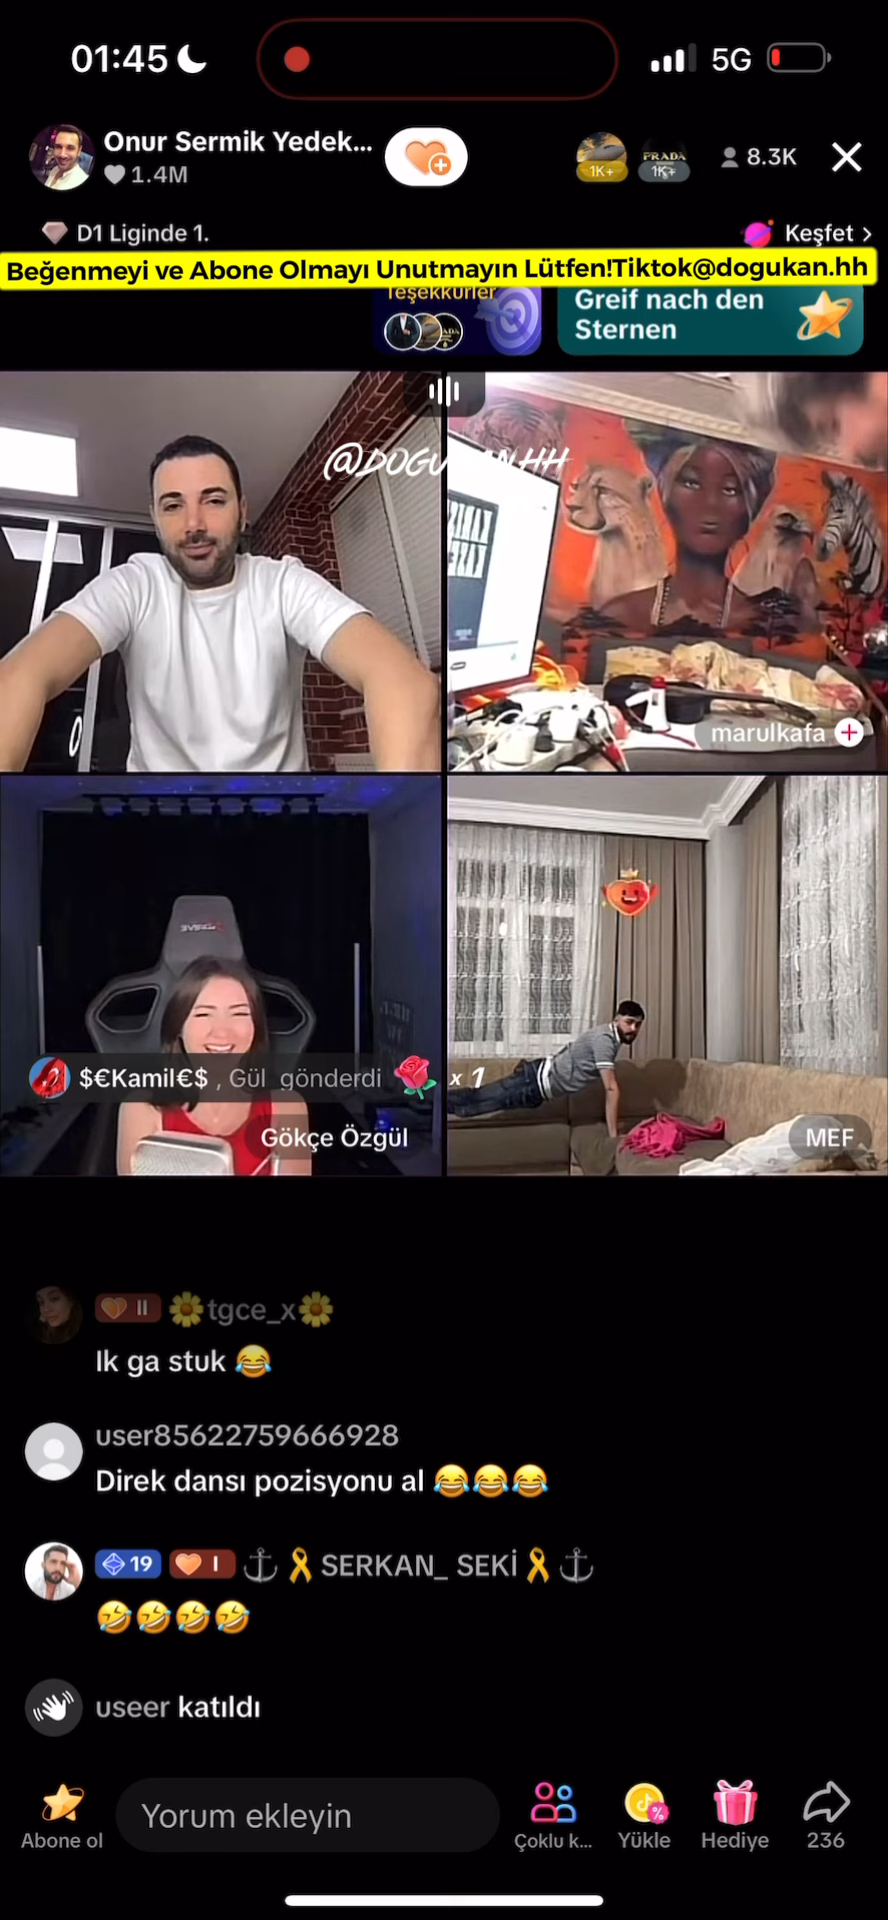 01:45
5G
Onur Sermik Yedek...
1.4M
1K+
PRADA
1K+
8.3K
D1 Liginde 1.
Keşfet >
Beğenmeyi ve Abone Olmayı Unutmayın Lütfen!Tiktok@dogukan.hh
Teşekkürler
Greif nach den
Sternen
marulkafa
$€Kamil€$ , Gül gönderdi x 1
Gökçe Özgül
MEF
II 🌼tgce_x🌼
Ik ga stuk 😂
user85622759666928
Direk dansı pozisyonu al 😂😂😂
19 I ⚓🎗SERKAN_ SEKİ🎗⚓
🤣🤣🤣🤣
useer katıldı
Abone ol
Yorum ekleyin
Çoklu k...
Yükle
Hediye
236